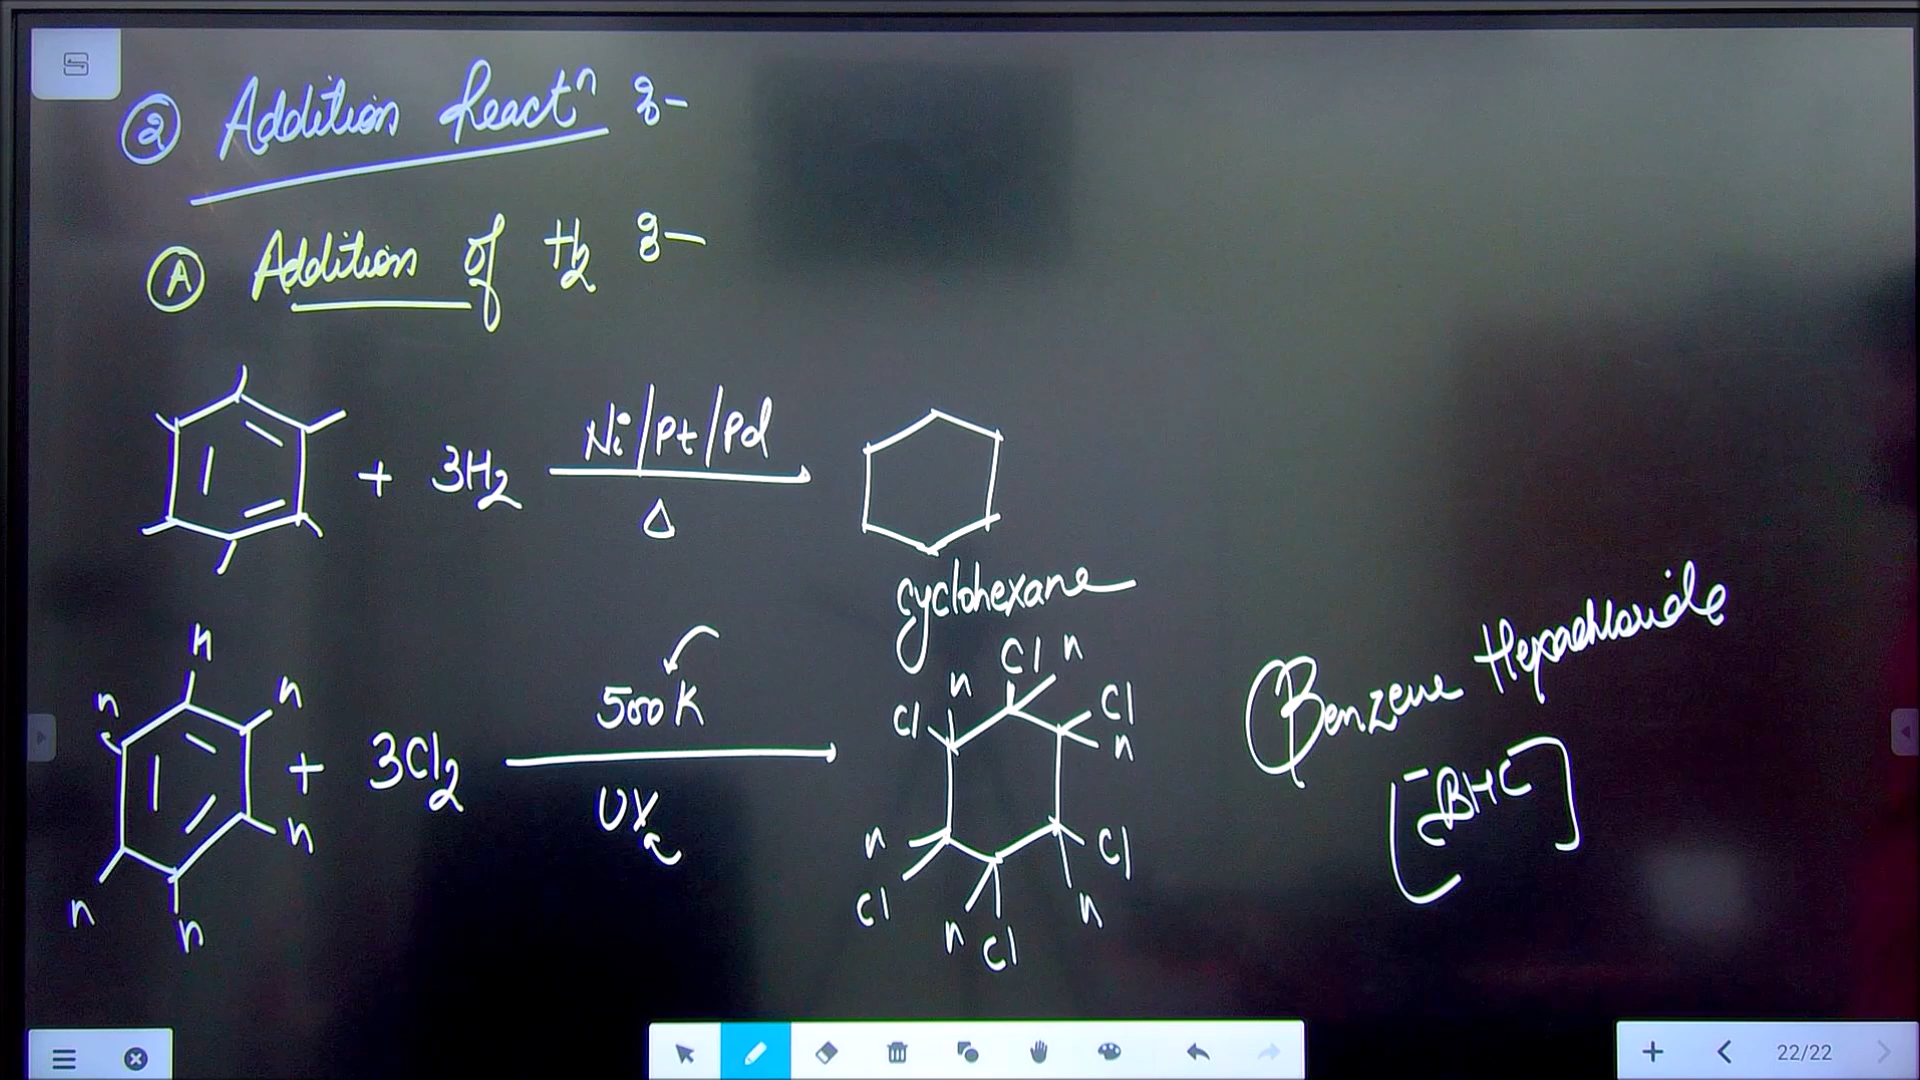 ② Addition Reactⁿ :-
Ⓐ Addition of H2 :-
+ 3H2 Ni/Pt/Pd
Δ
cyclohexane
H n n n n n
+ 3Cl2 500K
UV
Cl n
n Cl Cl n
n Cl Cl n
n Cl
Benzene Hexachloride
[BHC]
22/22